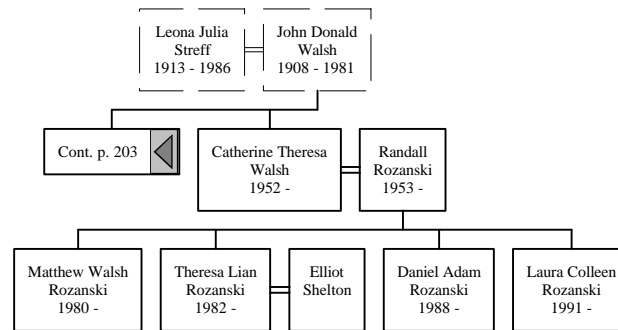 Leona Julia
Streff
1913 - 1986
John Donald
Walsh
1908 - 1981
Cont. p. 203
Catherine Theresa
Walsh
1952 -
Randall
Rozanski
1953 -
Matthew Walsh
Rozanski
1980 -
Theresa Lian
Rozanski
1982 -
Elliot
Shelton
Daniel Adam
Rozanski
1988 -
Laura Colleen
Rozanski
1991 -